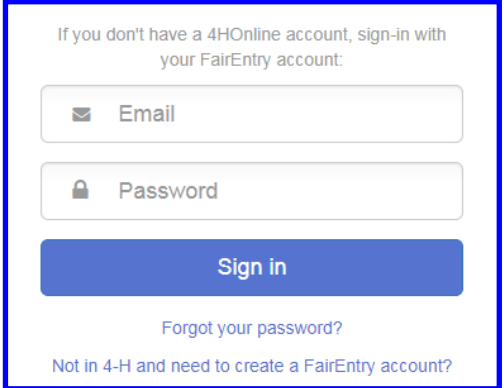 If you don't have a 4HOnline account, sign-in with
your FairEntry account:
Email
Password
Sign in
Forgot your password?
Not in 4-H and need to create a FairEntry account?